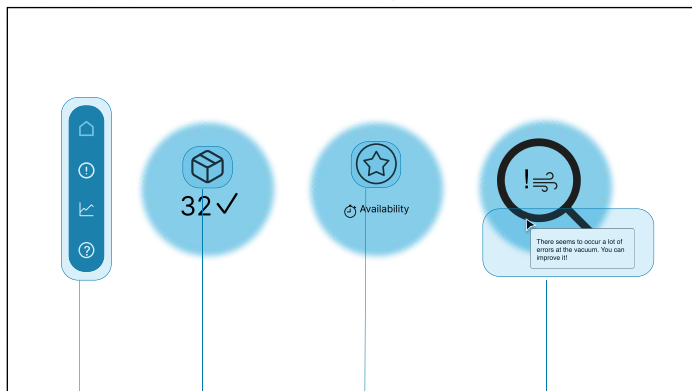 32
Availability
!
There seems to occur a lot of
errors at the vacuum. You can
improve it!